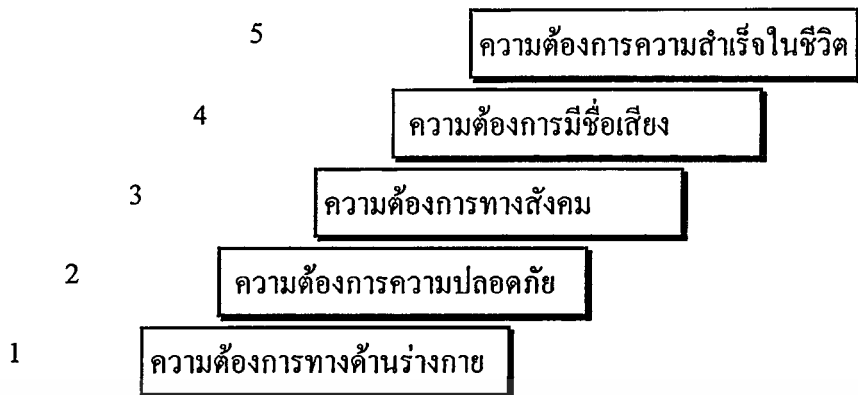 5 ความต้องการความสำเร็จในชีวิต
4 ความต้องการมีชื่อเสียง
3 ความต้องการทางสังคม
2 ความต้องการความปลอดภัย
1 ความต้องการทางด้านร่างกาย